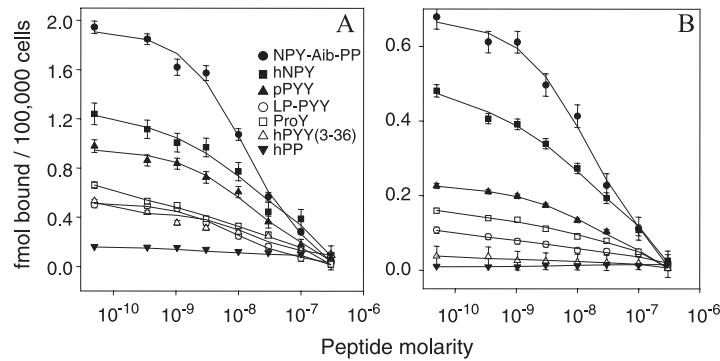 A
B
2.0
1.6
1.2
0.8
0.4
0.0
fmol bound / 100,000 cells
NPY-Aib-PP
hNPY
pPYY
LP-PYY
ProY
hPYY(3-36)
hPP
10⁻¹⁰ 10⁻⁹ 10⁻⁸ 10⁻⁷ 10⁻⁶
0.6
0.4
0.2
0.0
10⁻¹⁰ 10⁻⁹ 10⁻⁸ 10⁻⁷ 10⁻⁶
Peptide molarity